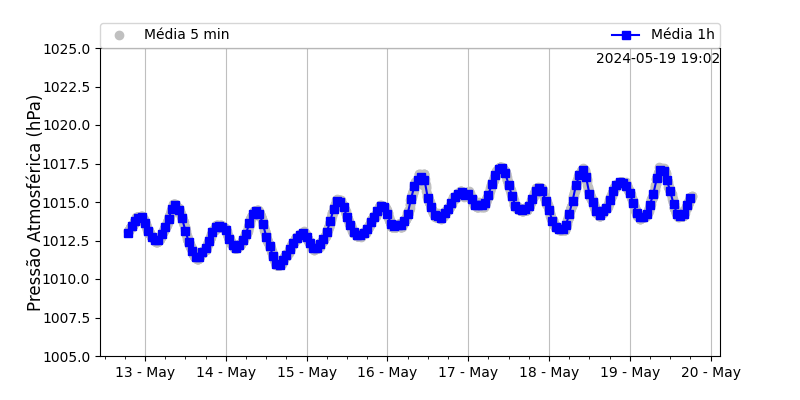 Média 5 min
Média 1h
2024-05-19 19:02
Pressão Atmosférica (hPa)
1025.0
1022.5
1020.0
1017.5
1015.0
1012.5
1010.0
1007.5
1005.0
13 - May
14 - May
15 - May
16 - May
17 - May
18 - May
19 - May
20 - May